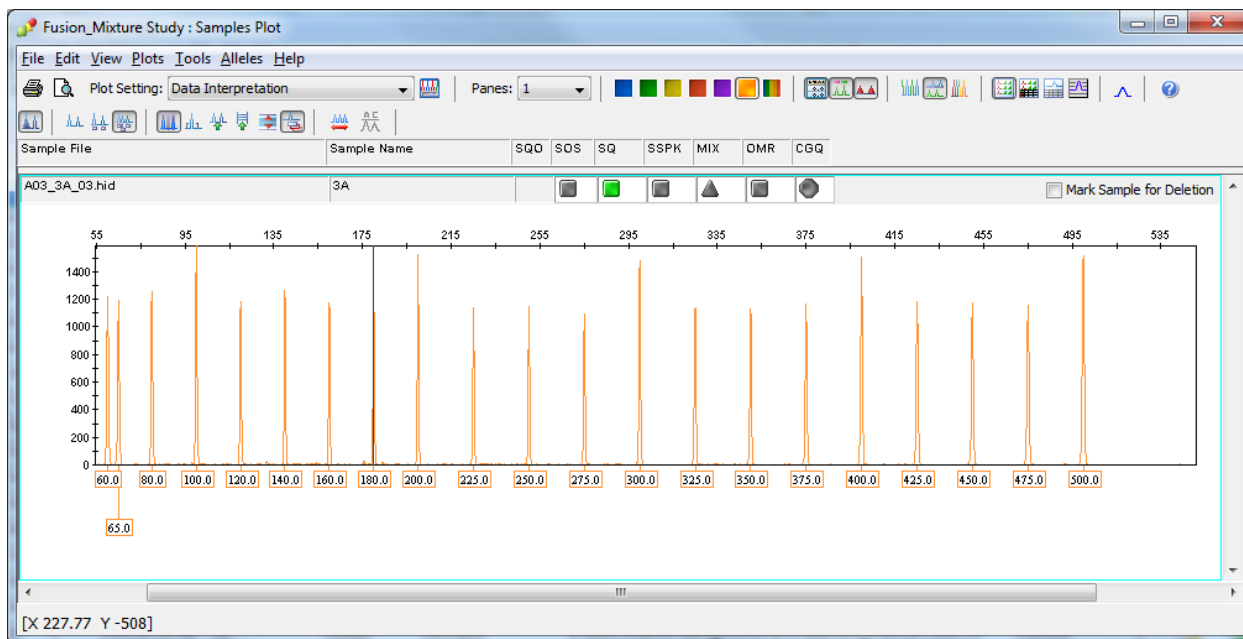 Fusion_Mixture Study : Samples Plot
File Edit View Plots Tools Alleles Help
Plot Setting: Data Interpretation Panes: 1
Sample File Sample Name SQO SOS SQ SSPK MIX OMR CGQ
A03_3A_03.hid 3A Mark Sample for Deletion
55 95 135 175 215 255 295 335 375 415 455 495 535
1400
1200
1000
800
600
400
200
0
60.0 80.0 100.0 120.0 140.0 160.0 180.0 200.0 225.0 250.0 275.0 300.0 325.0 350.0 375.0 400.0 425.0 450.0 475.0 500.0
65.0
[X 227.77 Y -508]